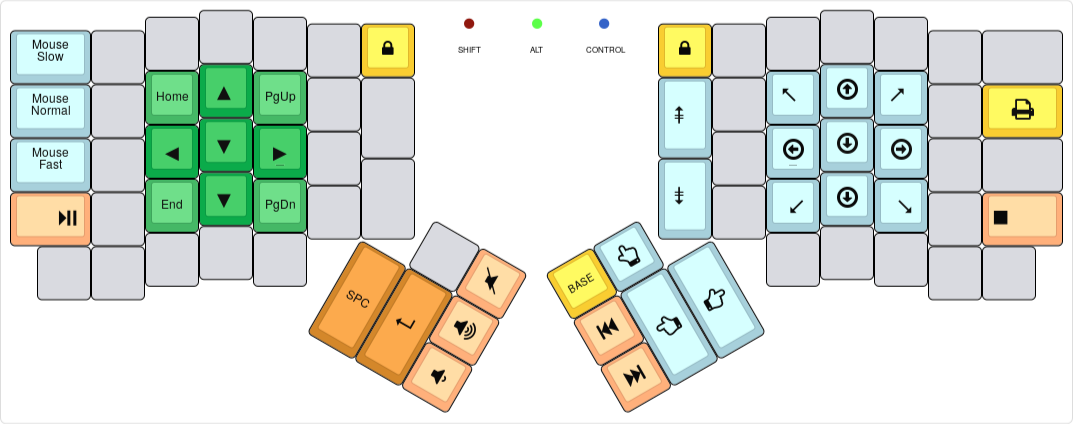 SHIFT
ALT
CONTROL
Mouse
Slow
Mouse
Normal
Mouse
Fast
Home
PgUp
End
PgDn
SPC
BASE